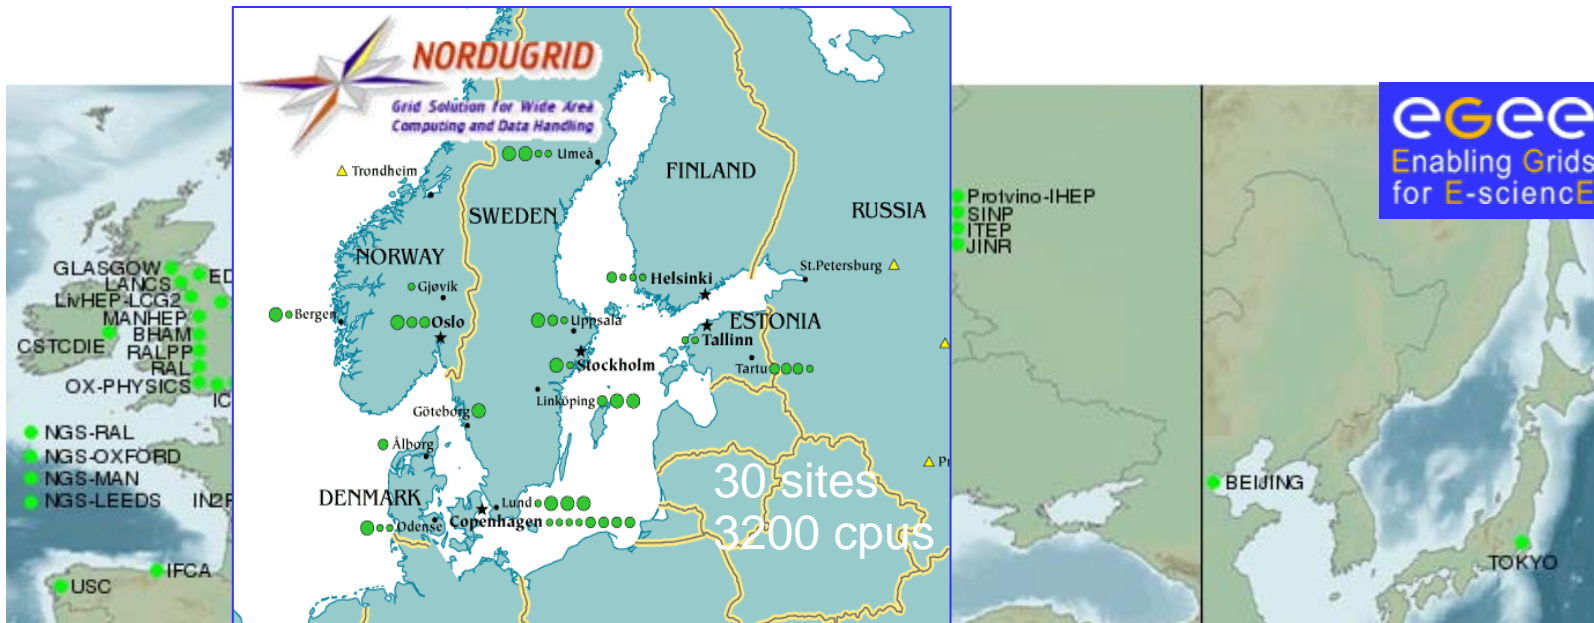 NORDUGRID
Grid Solution for Wide Area
Computing and Data Handling
eGee
Enabling Grids
for E-sciencE
Umeå
Trondheim
FINLAND
SWEDEN
RUSSIA
NORWAY
Protvino-IHEP
SINP
ITEP
JINR
GLASGOW
LANCS
LivHEP-LCG2
MANHEP
BHAM
CSTCDIE
RALPP
RAL
OX-PHYSICS
Gjøvik
Helsinki
St.Petersburg
Bergen
Oslo
Uppsala
ESTONIA
Tallinn
Stockholm
Tartu
Linköping
Göteborg
Ålborg
NGS-RAL
NGS-OXFORD
NGS-MAN
NGS-LEEDS
DENMARK
Lund
Copenhagen
Odense
30 sites
3200 cpus
BEIJING
TOKYO
IFCA
USC